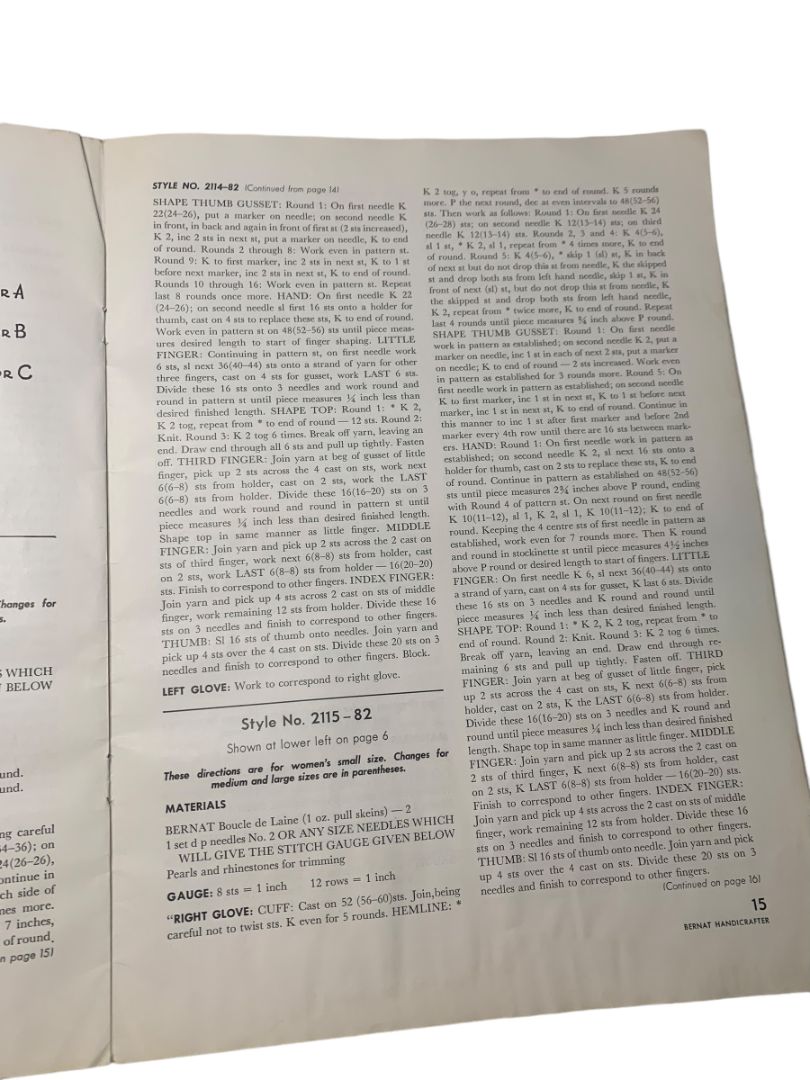 R A
R B
OR C
hanges for
s.
S WHICH
BELOW
und.
und.
ng careful
4–36); on
24(26–26),
ontinue in
ch side of
nes more.
7 inches,
of round.
n page 15)
STYLE NO. 2114–82 (Continued from page 14)
SHAPE THUMB GUSSET: Round 1: On first needle K
22(24–26), put a marker on needle; on second needle K
in front, in back and again in front of first st (2 sts increased),
K 2, inc 2 sts in next st, put a marker on needle, K to end
of round. Rounds 2 through 8: Work even in pattern st.
Round 9: K to first marker, inc 2 sts in next st, K to 1 st
before next marker, inc 2 sts in next st, K to end of round.
Rounds 10 through 16: Work even in pattern st. Repeat
last 8 rounds once more. HAND: On first needle K 22
(24–26); on second needle sl first 16 sts onto a holder for
thumb, cast on 4 sts to replace these sts, K to end of round.
Work even in pattern st on 48(52–56) sts until piece meas-
ures desired length to start of finger shaping. LITTLE
FINGER: Continuing in pattern st, on first needle work
6 sts, sl next 36(40–44) sts onto a strand of yarn for other
three fingers, cast on 4 sts for gusset, work LAST 6 sts.
Divide these 16 sts onto 3 needles and work round and
round in pattern st until piece measures ¼ inch less than
desired finished length. SHAPE TOP: Round 1: * K 2,
K 2 tog, repeat from * to end of round — 12 sts. Round 2:
Knit. Round 3: K 2 tog 6 times. Break off yarn, leaving an
end. Draw end through all 6 sts and pull up tightly. Fasten
off. THIRD FINGER: Join yarn at beg of gusset of little
finger, pick up 2 sts across the 4 cast on sts, work next
6(6–8) sts from holder, cast on 2 sts, work the LAST
6(6–8) sts from holder. Divide these 16(16–20) sts on 3
needles and work round and round in pattern st until
piece measures ¼ inch less than desired finished length.
Shape top in same manner as little finger. MIDDLE
FINGER: Join yarn and pick up 2 sts across the 2 cast on
sts of third finger, work next 6(8–8) sts from holder, cast
on 2 sts, work LAST 6(8–8) sts from holder — 16(20–20)
sts. Finish to correspond to other fingers. INDEX FINGER:
Join yarn and pick up 4 sts across 2 cast on sts of middle
finger, work remaining 12 sts from holder. Divide these 16
sts on 3 needles and finish to correspond to other fingers.
THUMB: Sl 16 sts of thumb onto needles. Join yarn and
pick up 4 sts over the 4 cast on sts. Divide these 20 sts on 3
needles and finish to correspond to other fingers. Block.
LEFT GLOVE: Work to correspond to right glove.
Style No. 2115–82
Shown at lower left on page 6
These directions are for women's small size. Changes for
medium and large sizes are in parentheses.
MATERIALS
BERNAT Boucle de Laine (1 oz. pull skeins) — 2
1 set d p needles No. 2 OR ANY SIZE NEEDLES WHICH
WILL GIVE THE STITCH GAUGE GIVEN BELOW
Pearls and rhinestones for trimming
GAUGE: 8 sts = 1 inch 12 rows = 1 inch
"RIGHT GLOVE: CUFF: Cast on 52 (56–60)sts. Join,being
careful not to twist sts. K even for 5 rounds. HEMLINE: *
K 2 tog, y o, repeat from * to end of round. K 5 rounds
more. P the next round, dec at even intervals to 48(52–56)
sts. Then work as follows: Round 1: On first needle K 24
(26–28) sts; on second needle K 12(13–14) sts; on third
needle K 12(13–14) sts. Rounds 2, 3 and 4: K 4(5–6),
sl 1 st, * K 2, sl 1, repeat from * 4 times more, K to end
of round. Round 5: K 4(5–6), * skip 1 (sl) st, K in back
of next st but do not drop this st from needle, K the skipped
st and drop both sts from left hand needle, skip 1 st, K in
front of next (sl) st, but do not drop this st from needle, K
the skipped st and drop both sts from left hand needle,
K 2, repeat from * twice more, K to end of round. Repeat
last 4 rounds until piece measures ¾ inch above P round.
SHAPE THUMB GUSSET: Round 1: On first needle
work in pattern as established; on second needle K 2, put a
marker on needle, inc 1 st in each of next 2 sts, put a marker
on needle; K to end of round — 2 sts increased. Work even
in pattern as established for 3 rounds more. Round 5: On
first needle work in pattern as established; on second needle
K to first marker, inc 1 st in next st, K to 1 st before next
marker, inc 1 st in next st, K to end of round. Continue in
this manner to inc 1 st after first marker and before 2nd
marker every 4th row until there are 16 sts between mark-
ers. HAND: Round 1: On first needle work in pattern as
established; on second needle K 2, sl next 16 sts onto a
holder for thumb, cast on 2 sts to replace these sts, K to end
of round. Continue in pattern as established on 48(52–56)
sts until piece measures 2¾ inches above P round, ending
with Round 4 of pattern st. On next round on first needle
K 10(11–12), sl 1, K 2, sl 1, K 10(11–12); K to end of
round. Keeping the 4 centre sts of first needle in pattern as
established, work even for 7 rounds more. Then K round
and round in stockinette st until piece measures 4½ inches
above P round or desired length to start of fingers. LITTLE
FINGER: On first needle K 6, sl next 36(40–44) sts onto
a strand of yarn, cast on 4 sts for gusset, K last 6 sts. Divide
these 16 sts on 3 needles and K round and round until
piece measures ¼ inch less than desired finished length.
SHAPE TOP: Round 1: * K 2, K 2 tog, repeat from * to
end of round. Round 2: Knit. Round 3: K 2 tog 6 times.
Break off yarn, leaving an end. Draw end through re-
maining 6 sts and pull up tightly. Fasten off. THIRD
FINGER: Join yarn at beg of gusset of little finger, pick
up 2 sts across the 4 cast on sts, K next 6(6–8) sts from
holder, cast on 2 sts, K the LAST 6(6–8) sts from holder.
Divide these 16(16–20) sts on 3 needles and K round and
round until piece measures ¼ inch less than desired finished
length. Shape top in same manner as little finger. MIDDLE
FINGER: Join yarn and pick up 2 sts across the 2 cast on
2 sts of third finger, K next 6(8–8) sts from holder, cast
on 2 sts, K LAST 6(8–8) sts from holder — 16(20–20) sts.
Finish to correspond to other fingers. INDEX FINGER:
Join yarn and pick up 4 sts across the 2 cast on sts of middle
finger, work remaining 12 sts from holder. Divide these 16
sts on 3 needles and finish to correspond to other fingers.
THUMB: Sl 16 sts of thumb onto needle. Join yarn and pick
up 4 sts over the 4 cast on sts. Divide these 20 sts on 3
needles and finish to correspond to other fingers.
(Continued on page 16)
15
BERNAT HANDICRAFTER